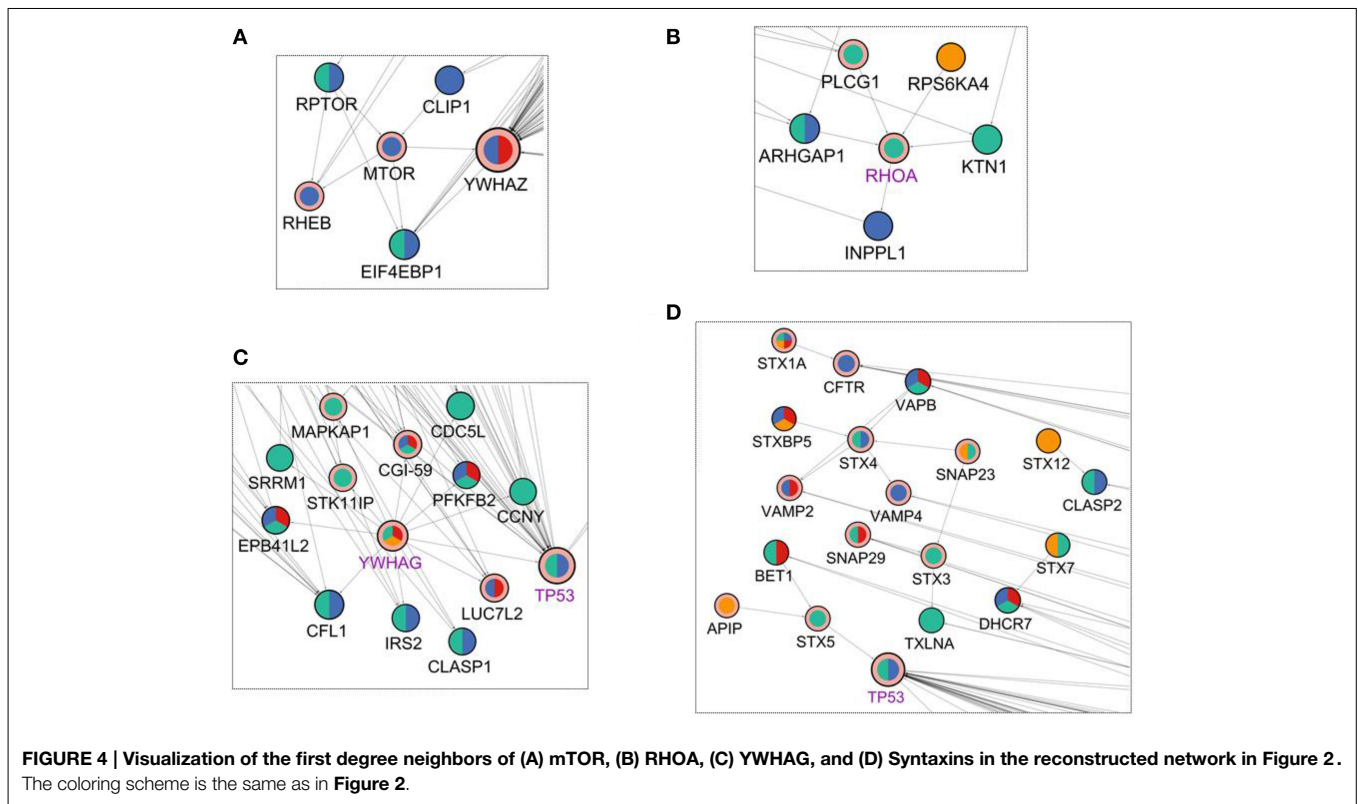 A
RPTOR
CLIP1
MTOR
YWHAZ
RHEB
EIF4EBP1
B
PLCG1
RPS6KA4
ARHGAP1
RHOA
KTN1
INPPL1
C
MAPKAP1
CDC5L
CGI-59
SRRM1
STK11IP
PFKFB2
CCNY
EPB41L2
YWHAG
TP53
LUC7L2
CFL1
IRS2
CLASP1
D
STX1A
CFTR
VAPB
STXBP5
STX4
SNAP23
STX12
CLASP2
VAMP2
VAMP4
SNAP29
BET1
STX3
STX7
DHCR7
APIP
STX5
TXLNA
TP53
FIGURE 4 | Visualization of the first degree neighbors of (A) mTOR, (B) RHOA, (C) YWHAG, and (D) Syntaxins in the reconstructed network in Figure 2.
The coloring scheme is the same as in Figure 2.